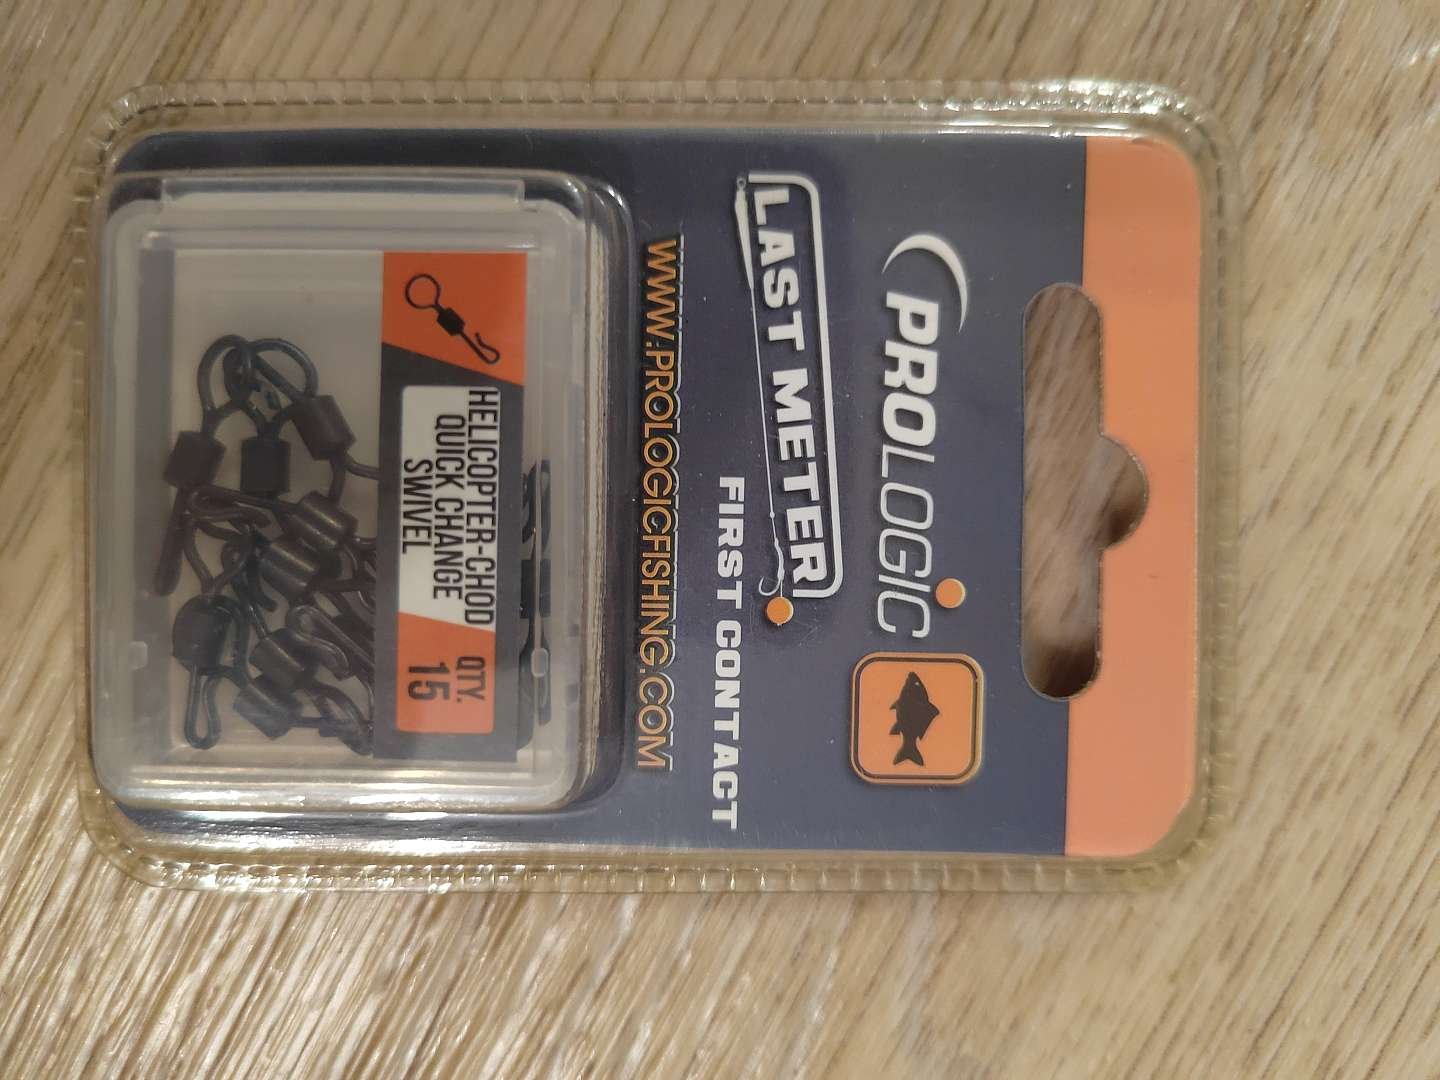 PROLOGIC
LAST METER
FIRST CONTACT
WWW.PROLOGICFISHING.COM
HELICOPTER-CHOD
QUICK CHANGE
SWIVEL
QTY.
15